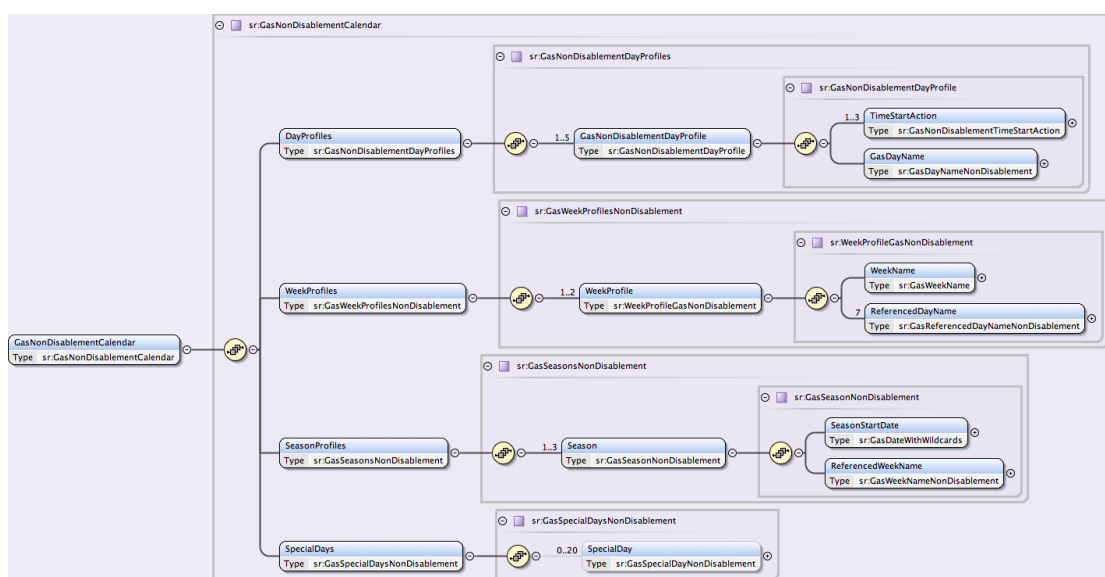 sr:GasNonDisablementCalendar
sr:GasNonDisablementDayProfiles
sr:GasNonDisablementDayProfile
1..3 TimeStartAction
Type sr:GasNonDisablementTimeStartAction
DayProfiles
Type sr:GasNonDisablementDayProfiles
1..5 GasNonDisablementDayProfile
Type sr:GasNonDisablementDayProfile
GasDayName
Type sr:GasDayNameNonDisablement
sr:GasWeekProfilesNonDisablement
sr:WeekProfileGasNonDisablement
WeekName
Type sr:GasWeekName
WeekProfiles
Type sr:GasWeekProfilesNonDisablement
1..2 WeekProfile
Type sr:WeekProfileGasNonDisablement
7 ReferencedDayName
Type sr:GasReferencedDayNameNonDisablement
GasNonDisablementCalendar
Type sr:GasNonDisablementCalendar
sr:GasSeasonsNonDisablement
sr:GasSeasonNonDisablement
SeasonStartDate
Type sr:GasDateWithWildcards
SeasonProfiles
Type sr:GasSeasonsNonDisablement
1..3 Season
Type sr:GasSeasonNonDisablement
ReferencedWeekName
Type sr:GasWeekNameNonDisablement
sr:GasSpecialDaysNonDisablement
SpecialDays
Type sr:GasSpecialDaysNonDisablement
0..20 SpecialDay
Type sr:GasSpecialDayNonDisablement